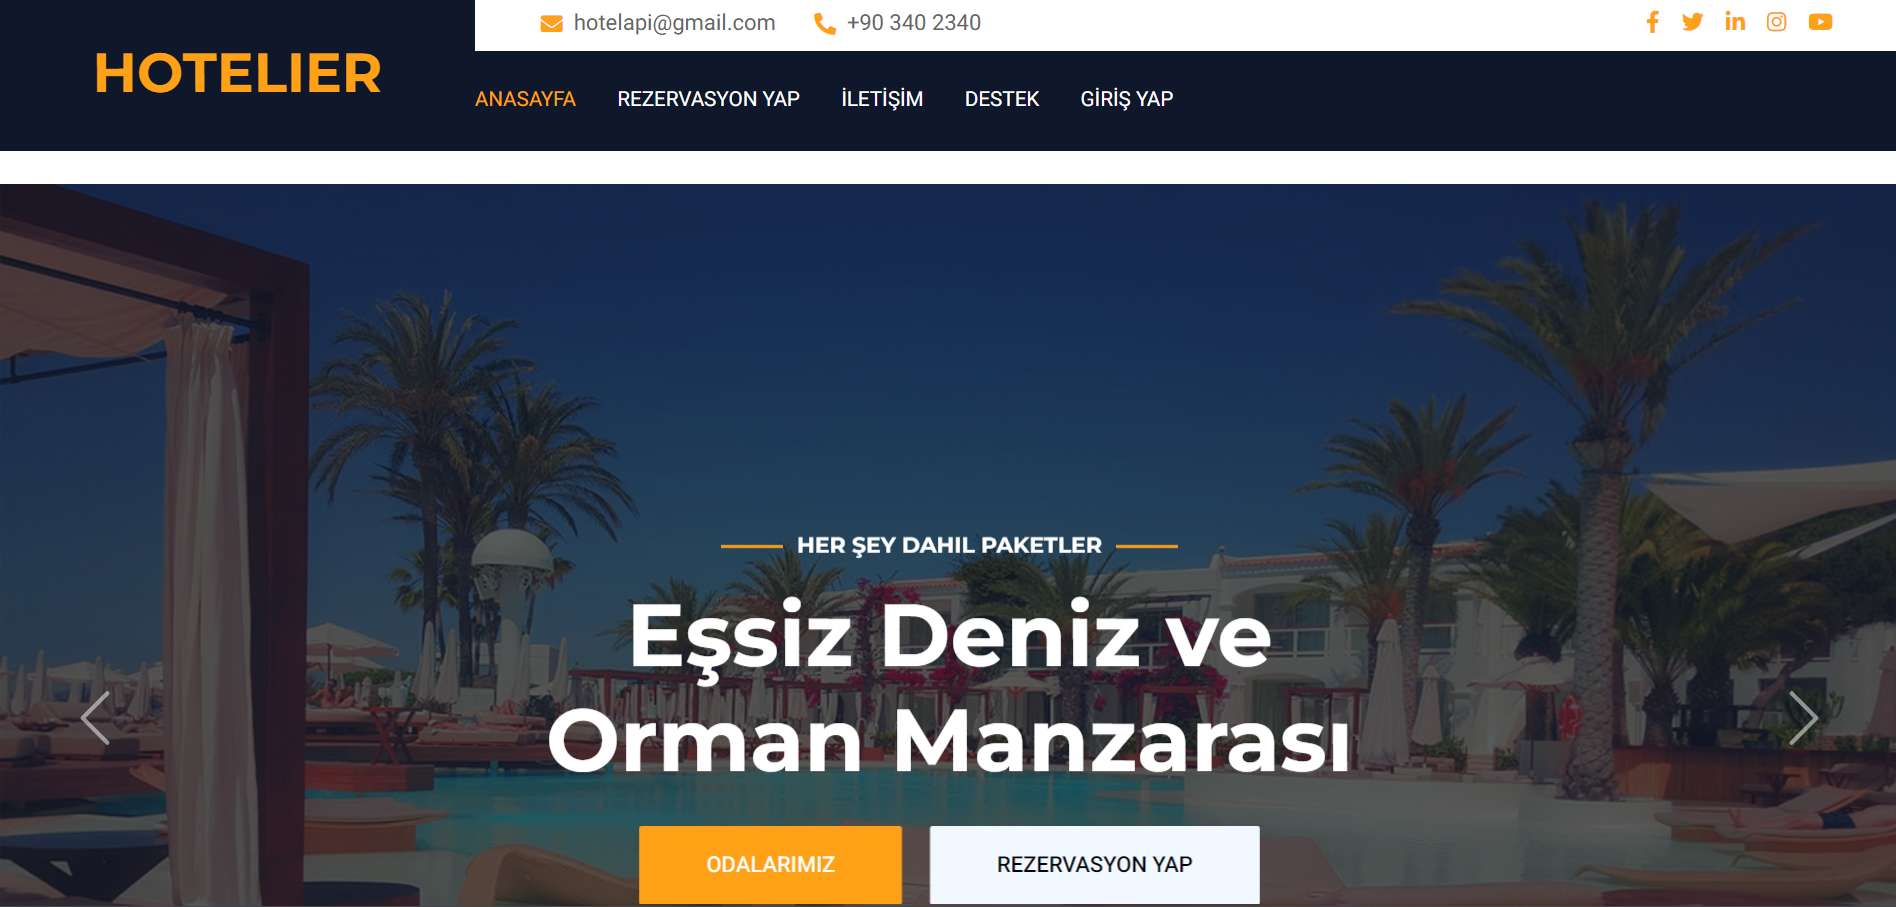 HOTELIER
hotelapi@gmail.com
+90 340 2340
ANASAYFA
REZERVASYON YAP
İLETİŞİM
DESTEK
GİRİŞ YAP
HER ŞEY DAHIL PAKETLER
Eşsiz Deniz ve
Orman Manzarası
ODALARIMIZ
REZERVASYON YAP